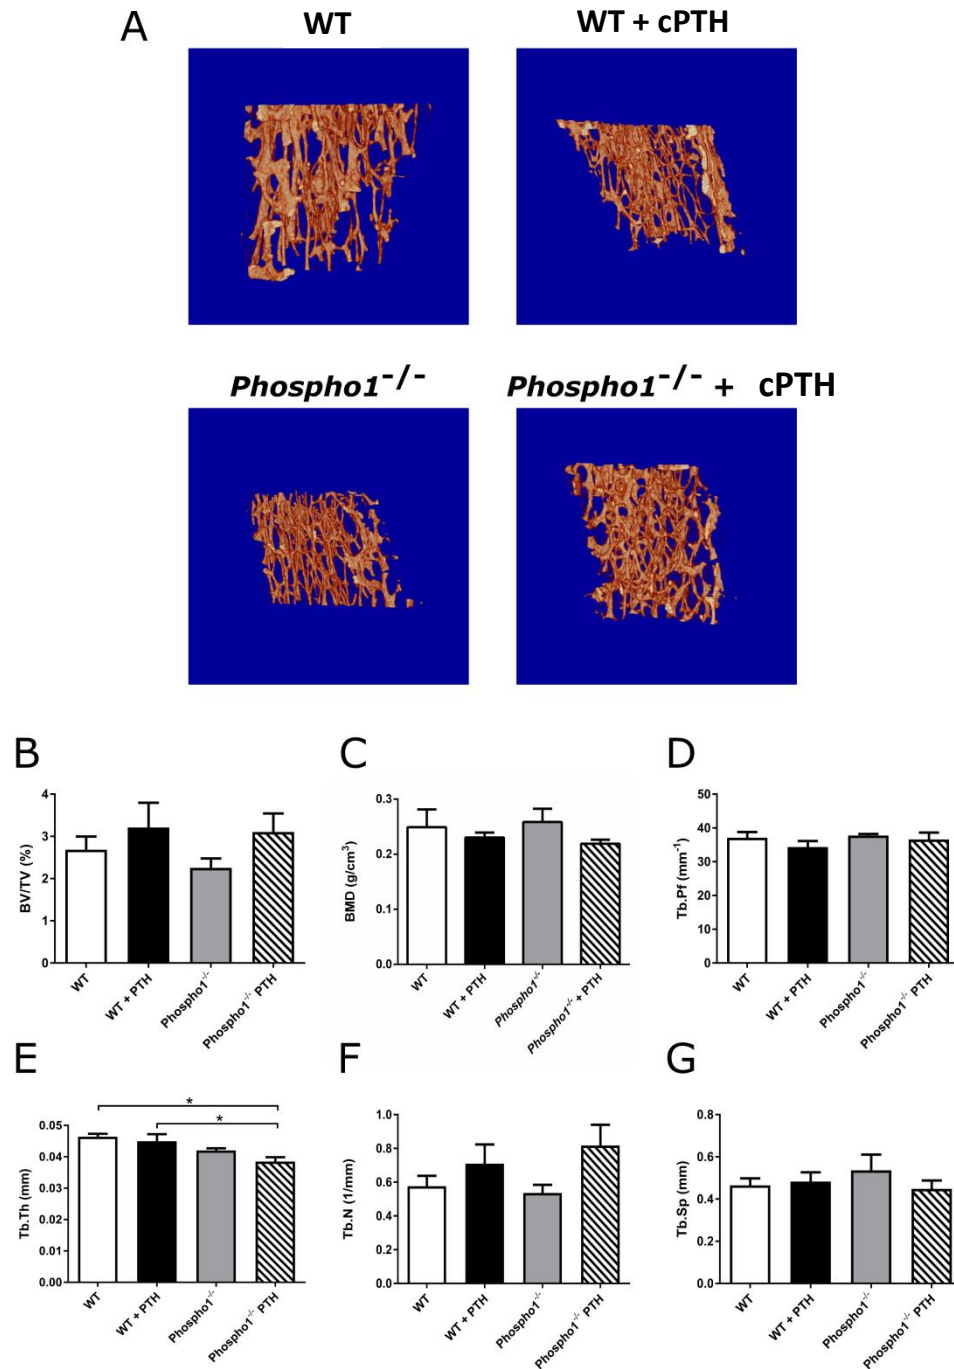 A
WT
WT + cPTH
Phospho1-/-
Phospho1-/- + cPTH
B
BV/TV (%)
4
3
2
1
0
WT
WT + PTH
Phospho1-/-
Phospho1-/- PTH
C
BMD (g/cm3)
0.3
0.2
0.1
0.0
WT
WT + PTH
Phospho1-/-
Phospho1-/- + PTH
D
Tb.Pf (mm-1)
50
40
30
20
10
0
WT
WT + PTH
Phospho1-/-
Phospho1-/- PTH
E
Tb.Th (mm)
0.05
0.04
0.03
0.02
0.01
0.00
*
*
WT
WT + PTH
Phospho1-/-
Phospho1-/- PTH
F
Tb.N (1/mm)
1.0
0.8
0.6
0.4
0.2
0.0
WT
WT + PTH
Phospho1-/-
Phospho1-/- PTH
G
Tb.Sp (mm)
0.8
0.6
0.4
0.2
0.0
WT
WT + PTH
Phospho1-/-
Phospho1-/- PTH